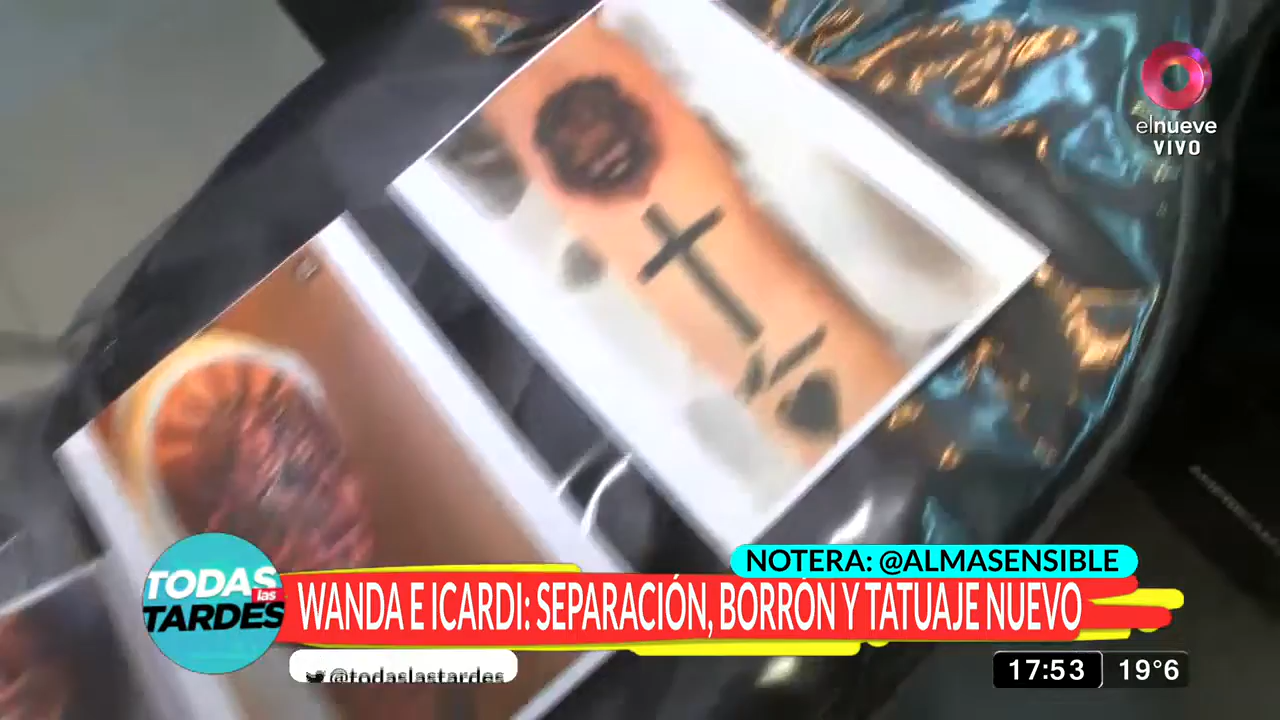 elnueve
VIVO
NOTERA: @ALMASENSIBLE
TODAS
las
TARDES
WANDA E ICARDI: SEPARACIÓN, BORRÓN Y TATUAJE NUEVO
@todaslastardes
17:53 19°6